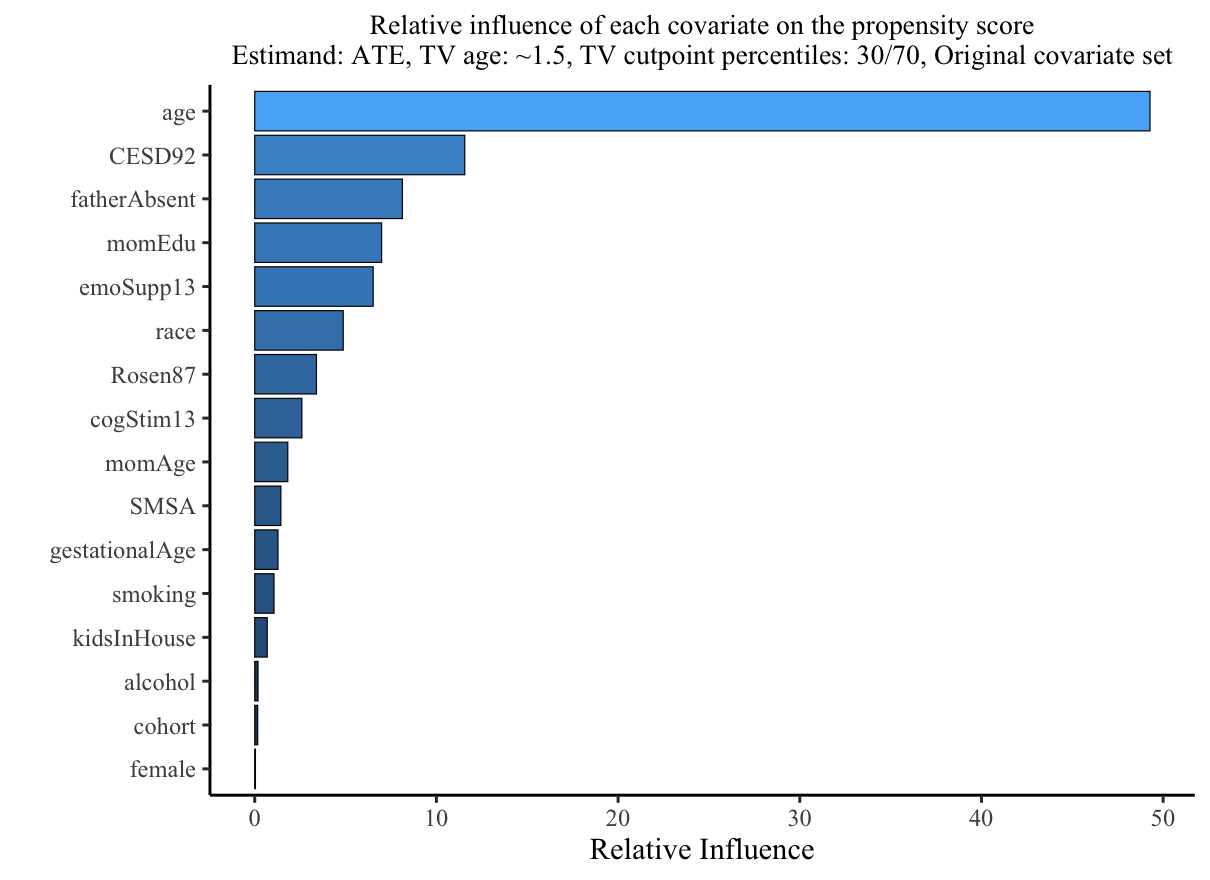 Relative influence of each covariate on the propensity score
Estimand: ATE, TV age: ~1.5, TV cutpoint percentiles: 30/70, Original covariate set
age
CESD92
fatherAbsent
momEdu
emoSupp13
race
Rosen87
cogStim13
momAge
SMSA
gestationalAge
smoking
kidsInHouse
alcohol
cohort
female
0 10 20 30 40 50
Relative Influence